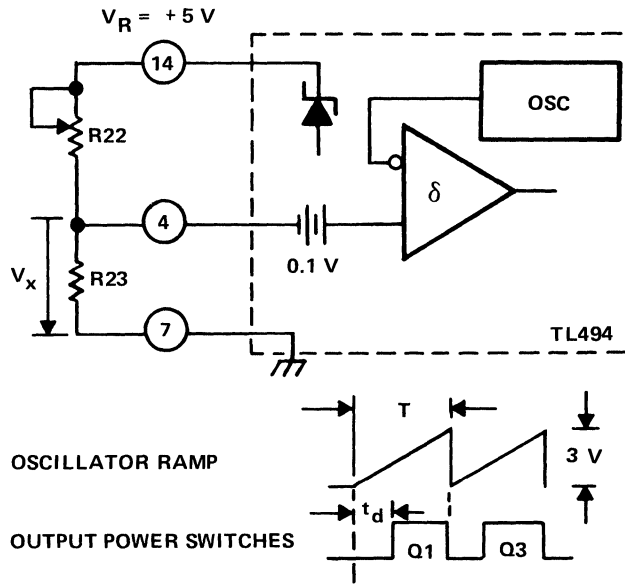 V_R = + 5 V
14
OSC
R22
δ
4
0.1 V
V_x
R23
7
TL494
T
OSCILLATOR RAMP
3 V
t_d
OUTPUT POWER SWITCHES
Q1
Q3